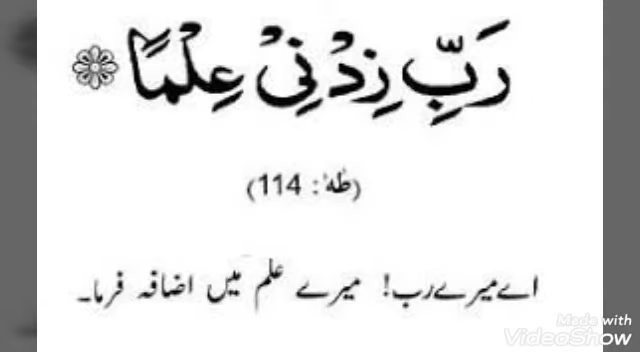 رَبِّ زِدْنِیْ عِلْمًا
(طٰهٰ: 114)
اے میرے رب! میرے علم میں اضافہ فرما۔
Made with
VideoShow